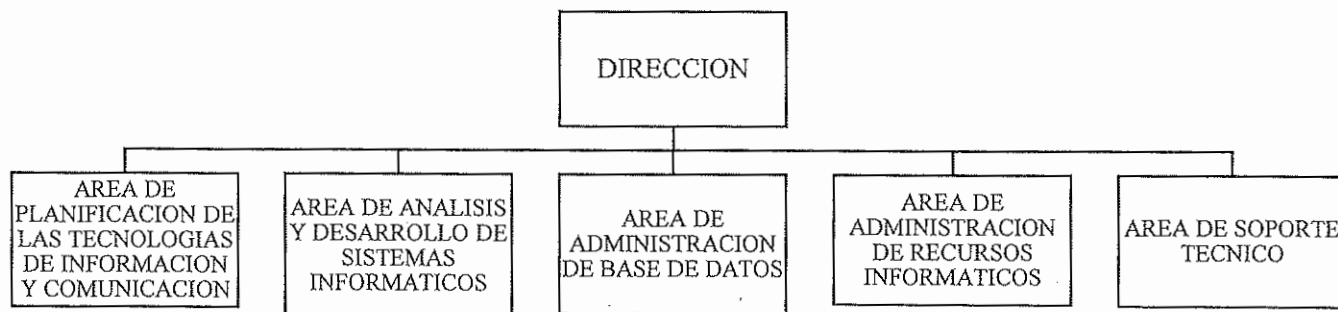 DIRECCION
AREA DE
PLANIFICACION DE
LAS TECNOLOGIAS
DE INFORMACION
Y COMUNICACION
AREA DE ANALISIS
Y DESARROLLO DE
SISTEMAS
INFORMATICOS
AREA DE
ADMINISTRACION
DE BASE DE DATOS
AREA DE
ADMINISTRACION
DE RECURSOS
INFORMATICOS
AREA DE SOPORTE
TECNICO